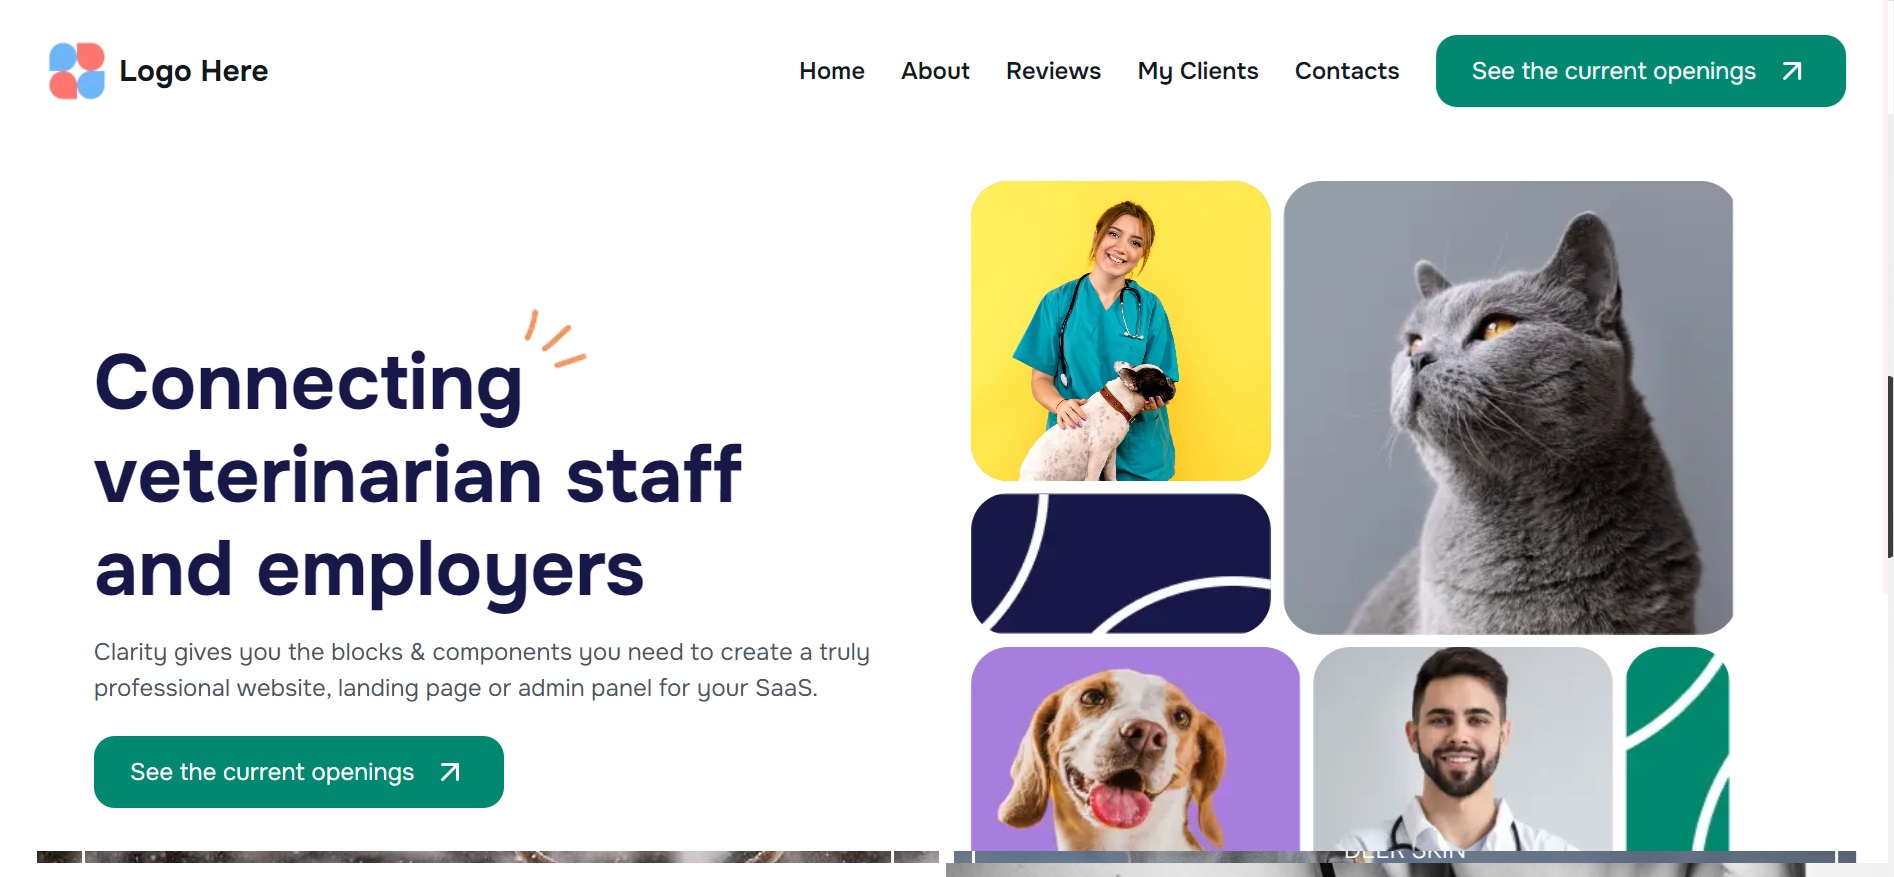 Logo Here
Home
About
Reviews
My Clients
Contacts
See the current openings
Connecting
veterinarian staff
and employers
Clarity gives you the blocks & components you need to create a truly
professional website, landing page or admin panel for your SaaS.
See the current openings
DEER SKIN